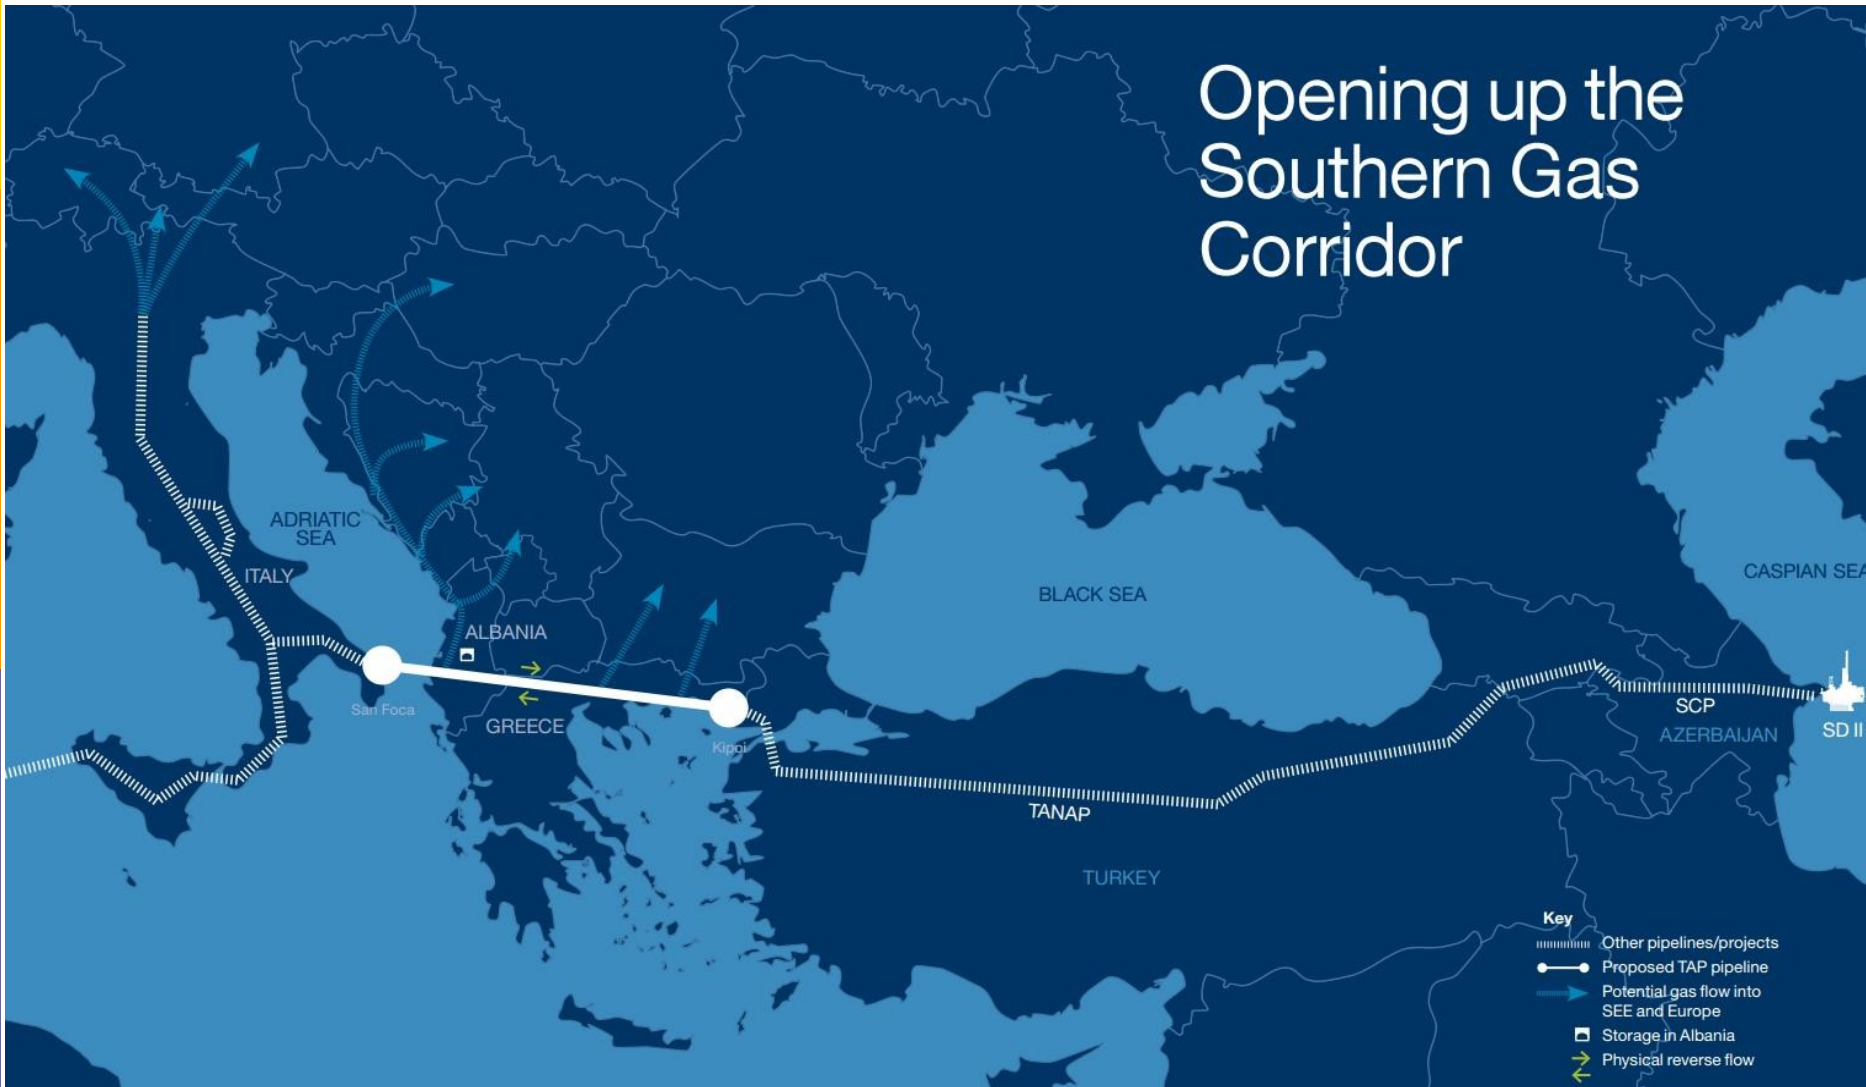 Opening up the
Southern Gas
Corridor
ADRIATIC
SEA
ITALY
ALBANIA
San Foca
GREECE
Kipoi
BLACK SEA
CASPIAN SEA
SCP
AZERBAIJAN
SD II
TANAP
TURKEY
Key
Other pipelines/projects
Proposed TAP pipeline
Potential gas flow into
SEE and Europe
Storage in Albania
Physical reverse flow